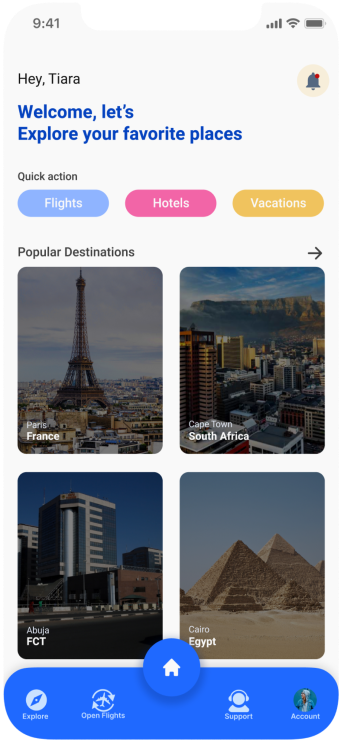 9:41
Hey, Tiara
Welcome, let's
Explore your favorite places
Quick action
Flights
Hotels
Vacations
Popular Destinations
Paris
France
Cape Town
South Africa
Abuja
FCT
Cairo
Egypt
Explore
Open Flights
Support
Account